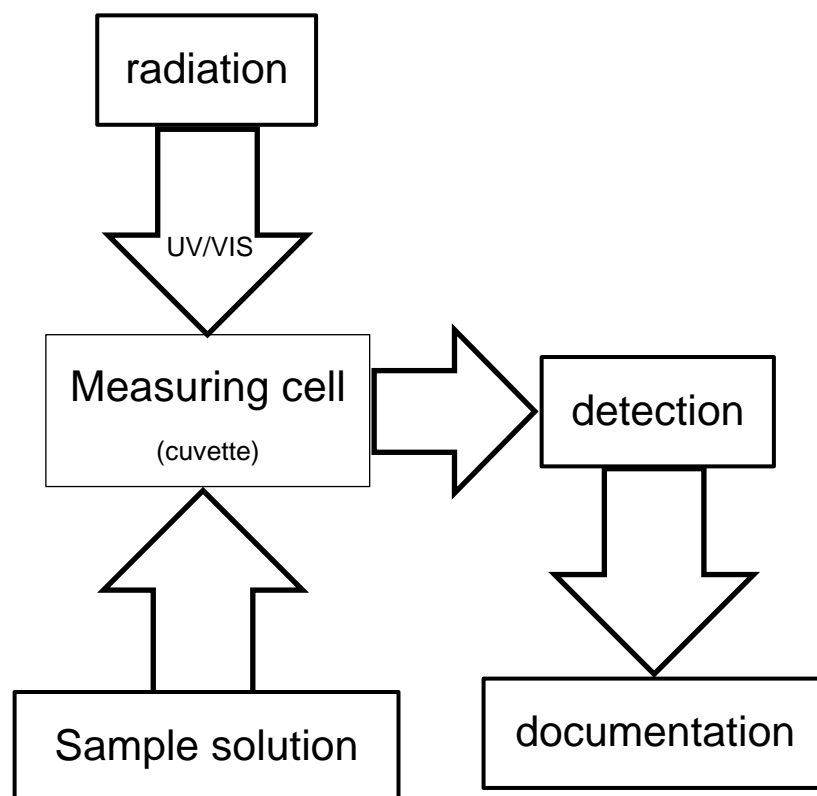 radiation
UV/VIS
Measuring cell
(cuvette)
detection
Sample solution
documentation